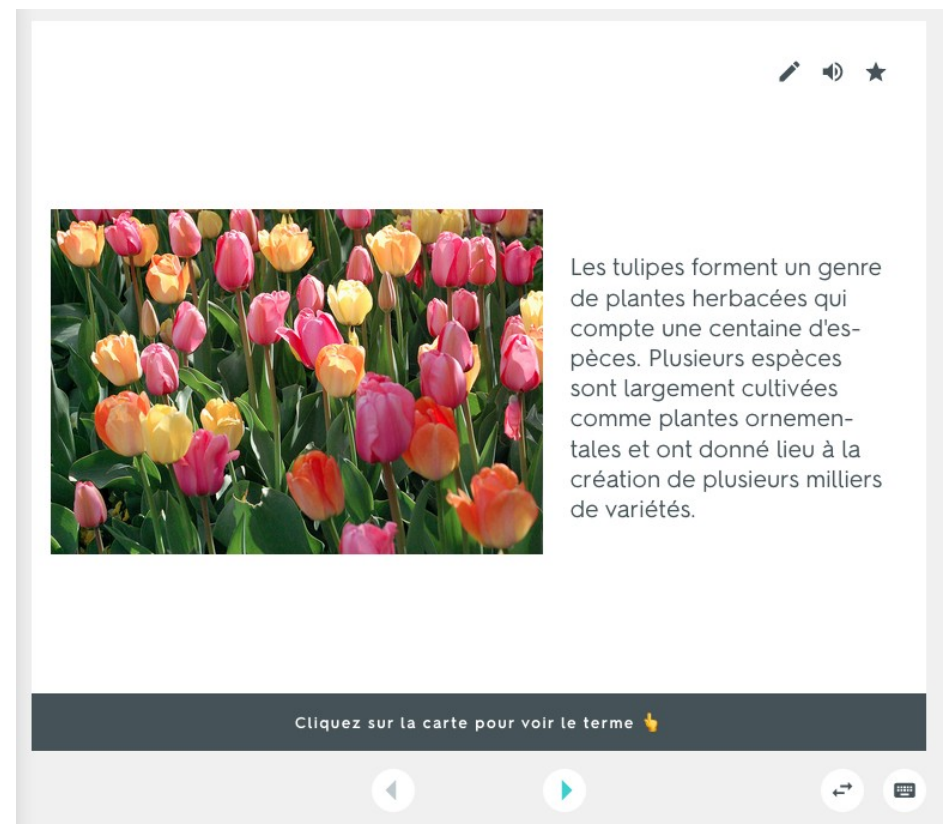 Les tulipes forment un genre
de plantes herbacées qui
compte une centaine d'es-
pèces. Plusieurs espèces
sont largement cultivées
comme plantes ornemen-
tales et ont donné lieu à la
création de plusieurs milliers
de variétés.
Cliquez sur la carte pour voir le terme 👆